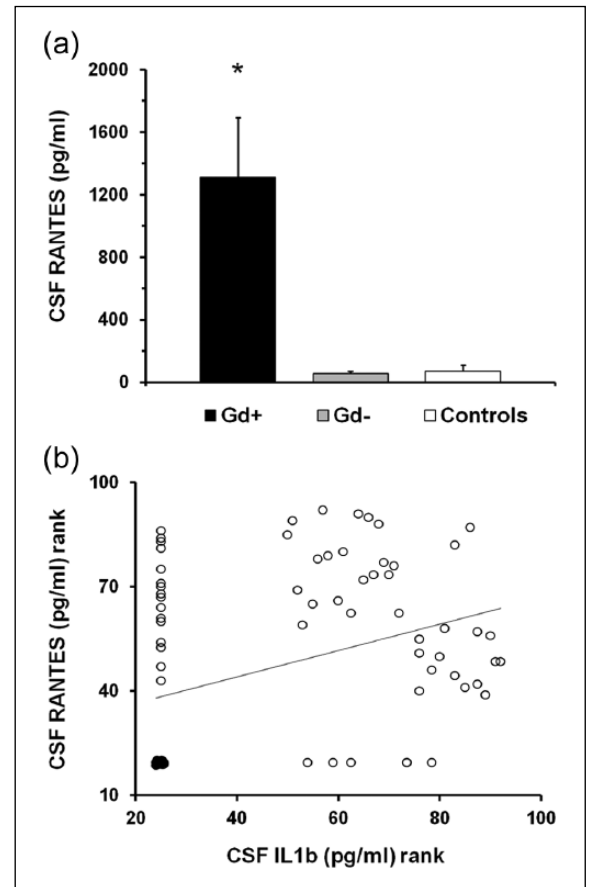 (a)
2000
*
1600
1200
800
400
0
CSF RANTES (pg/ml)
Gd+ Gd- Controls
(b)
100
70
40
10
CSF RANTES (pg/ml) rank
20 40 60 80 100
CSF IL1b (pg/ml) rank